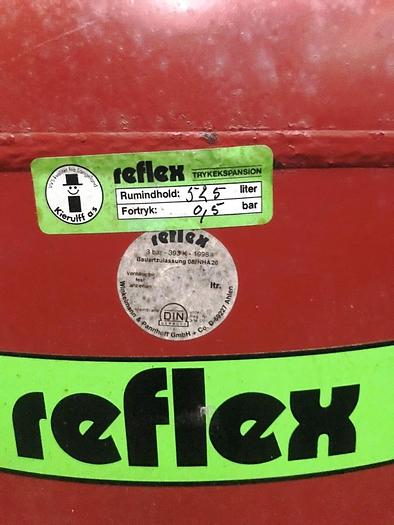 reflex TRYKEKSPANSION
Rumindhold: 525 liter
Fortryk: 0,5 bar
Kierulff a·s
reflex
3 bar - 393 K - 1996
Bauartzulassung 08/NHA20
ltr.
DIN
Winkelmann & Pannhoff GmbH + Co. D-59227 Ahlen
reflex